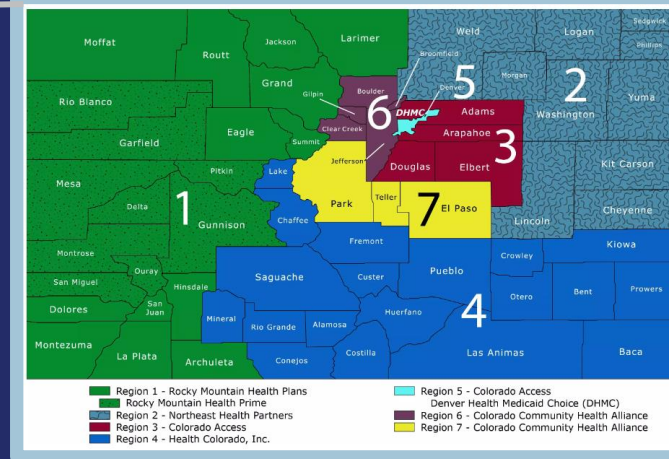 Moffat
Routt
Jackson
Larimer
Weld
Logan
Sedgwick
Phillips
Broomfield
Rio Blanco
Grand
Gilpin
Boulder
5
Denver
Morgan
2
Washington
Yuma
6
DHMC
Adams
Garfield
Eagle
Summit
Clear Creek
Arapahoe
3
Jefferson
Douglas
Elbert
Kit Carson
Mesa
Pitkin
Lake
Park
Teller
7
El Paso
Lincoln
Cheyenne
Delta
1
Gunnison
Chaffee
Fremont
Crowley
Kiowa
Montrose
Ouray
Saguache
Custer
Pueblo
Otero
Bent
Prowers
San Miguel
Hinsdale
Dolores
San
Juan
Mineral
Rio Grande
Alamosa
Huerfano
4
Montezuma
La Plata
Archuleta
Conejos
Costilla
Las Animas
Baca
Region 1 - Rocky Mountain Health Plans
Rocky Mountain Health Prime
Region 2 - Northeast Health Partners
Region 3 - Colorado Access
Region 4 - Health Colorado, Inc.
Region 5 - Colorado Access
Denver Health Medicaid Choice (DHMC)
Region 6 - Colorado Community Health Alliance
Region 7 - Colorado Community Health Alliance